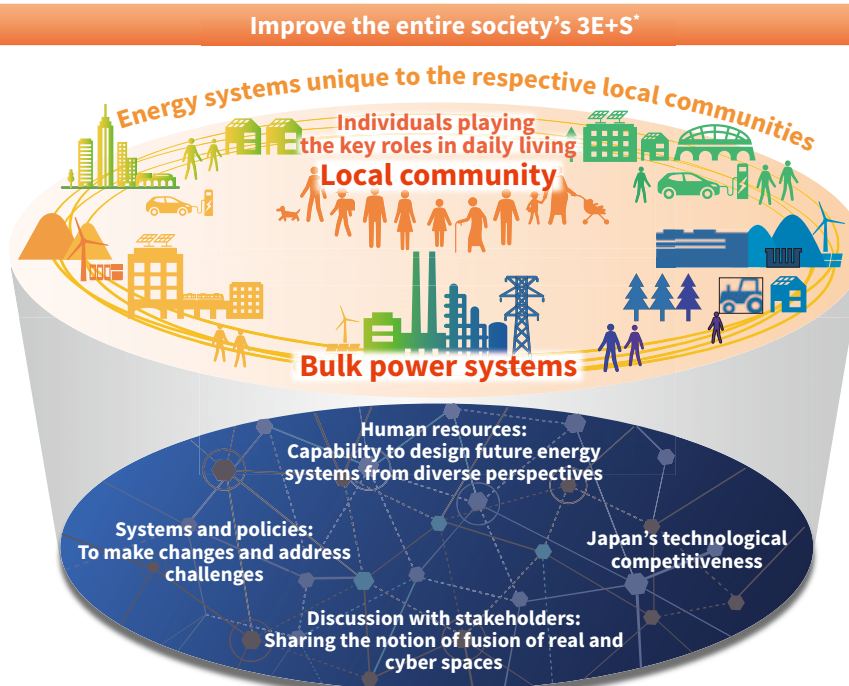 Improve the entire society’s 3E+S*
Energy systems unique to the respective local communities
Individuals playing
the key roles in daily living
Local community
Bulk power systems
Human resources:
Capability to design future energy
systems from diverse perspectives
Systems and policies:
To make changes and address
challenges
Japan’s technological
competitiveness
Discussion with stakeholders:
Sharing the notion of fusion of real and
cyber spaces